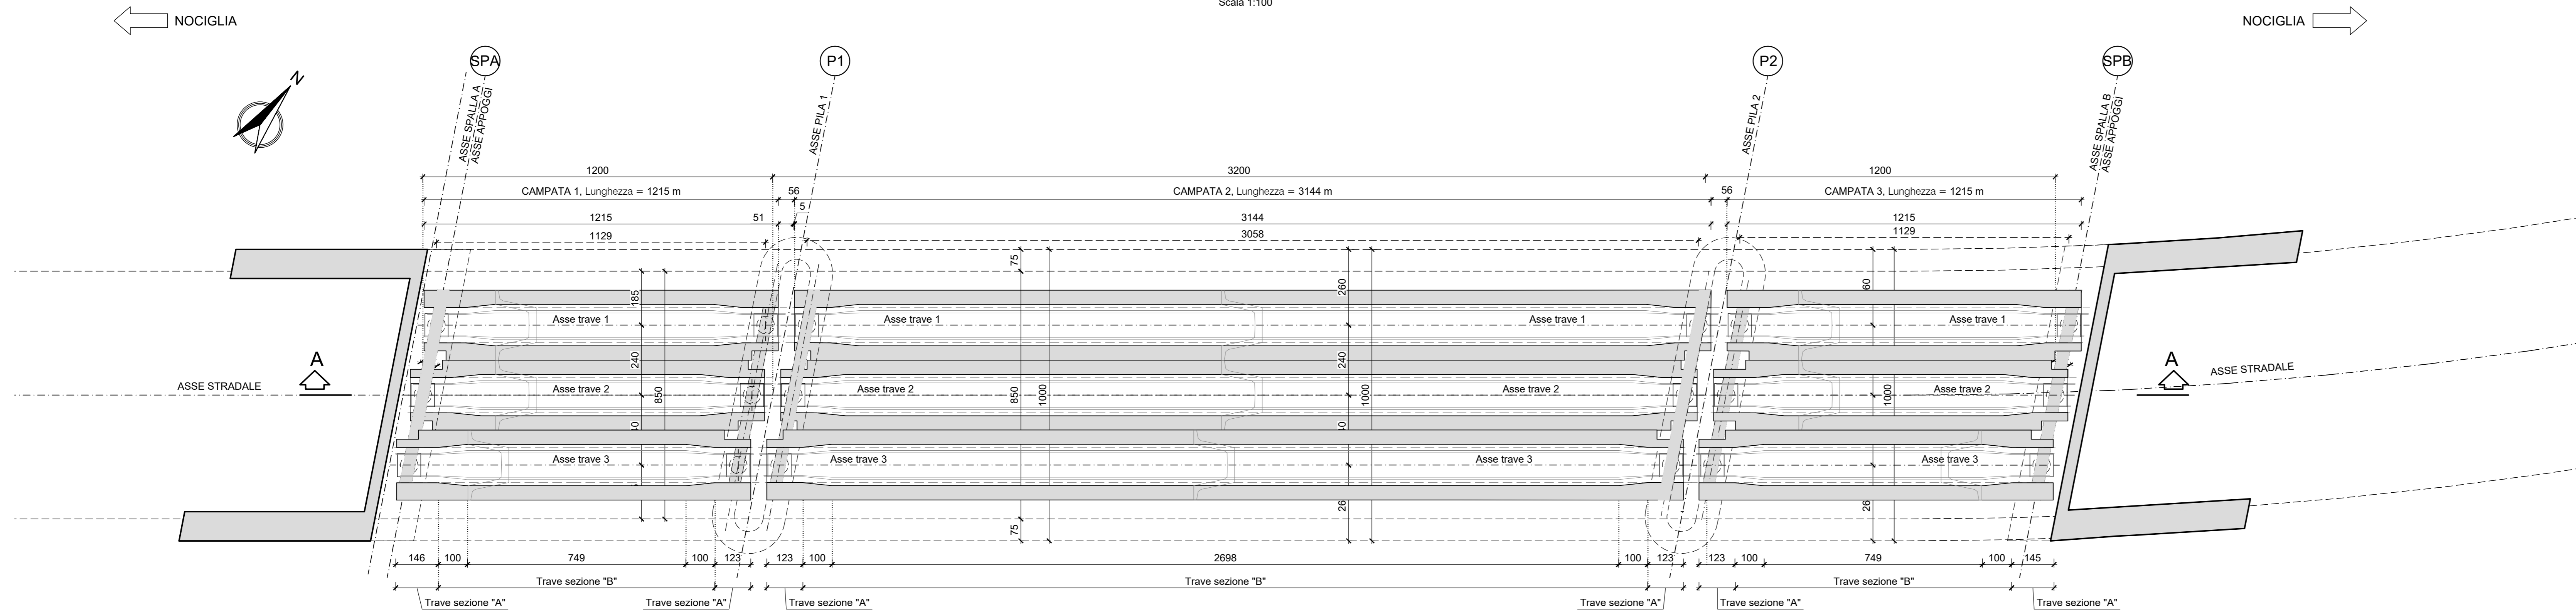 Scala 1:100
NOCIGLIA
NOCIGLIA
SPA
P1
P2
SPB
N
ASSE SPALLA A
ASSE APPOGGI
ASSE PILA 1
ASSE PILA 2
ASSE SPALLA B
ASSE APPOGGI
1200
3200
1200
CAMPATA 1, Lunghezza = 1215 m
56
CAMPATA 2, Lunghezza = 3144 m
56
CAMPATA 3, Lunghezza = 1215 m
5
1215
51
3144
1215
1129
3058
1129
75
185
260
60
Asse trave 1
Asse trave 1
Asse trave 1
Asse trave 1
240
240
A
A
ASSE STRADALE
ASSE STRADALE
Asse trave 2
Asse trave 2
Asse trave 2
Asse trave 2
850
850
1000
1000
1000
40
40
Asse trave 3
Asse trave 3
Asse trave 3
Asse trave 3
26
26
75
146
100
749
100
123
123
100
2698
100
123
123
100
749
100
145
Trave sezione "B"
Trave sezione "B"
Trave sezione "B"
Trave sezione "A"
Trave sezione "A"
Trave sezione "A"
Trave sezione "A"
Trave sezione "A"
Trave sezione "A"